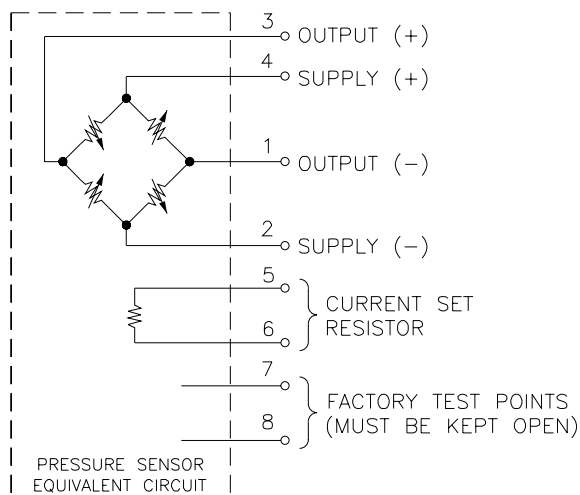 3
OUTPUT (+)
4
SUPPLY (+)
1
OUTPUT (-)
2
SUPPLY (-)
5
CURRENT SET
RESISTOR
6
7
FACTORY TEST POINTS
(MUST BE KEPT OPEN)
8
PRESSURE SENSOR
EQUIVALENT CIRCUIT